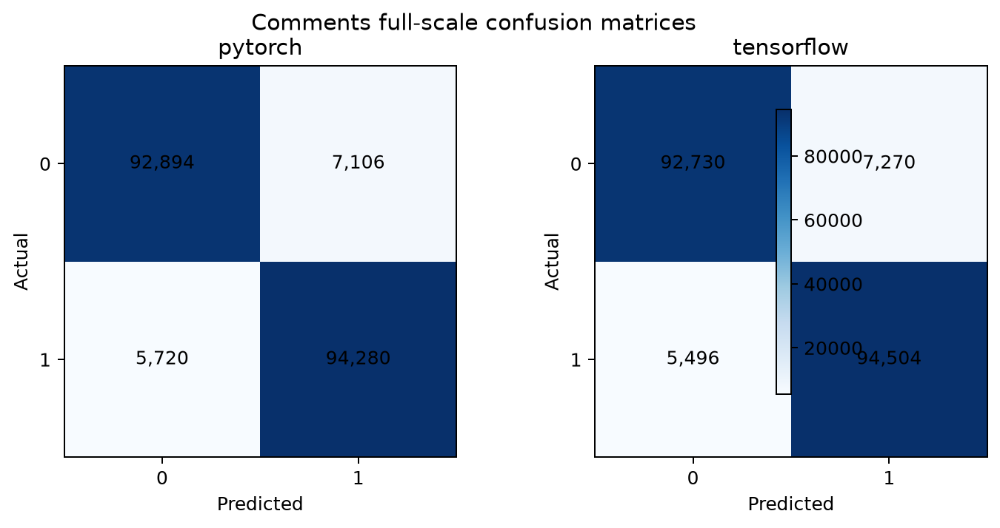 Comments full-scale confusion matrices
pytorch
0
1
Actual
92,894
7,106
5,720
94,280
0
1
Predicted
tensorflow
0
1
Actual
92,730
7,270
5,496
94,504
0
1
Predicted
80000
60000
40000
20000